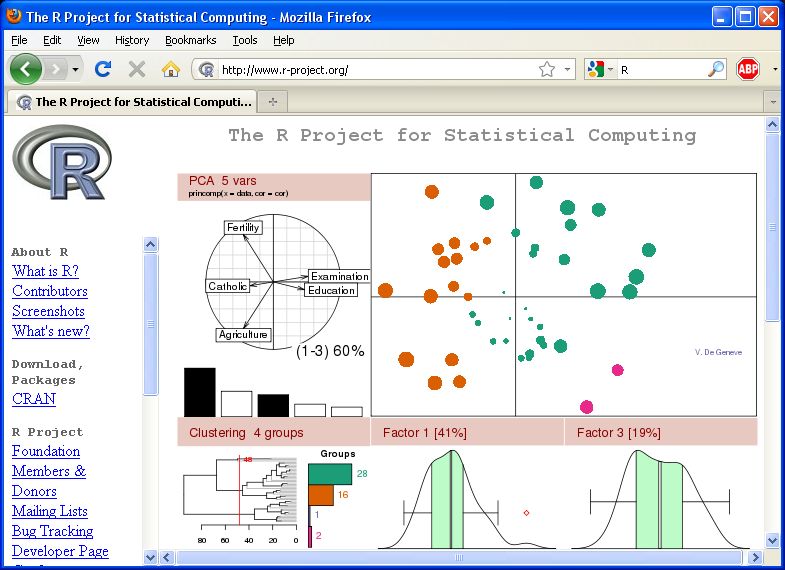 The R Project for Statistical Computing - Mozilla Firefox
File Edit View History Bookmarks Tools Help
http://www.r-project.org/
R
ABP
The R Project for Statistical Computi...
R
The R Project for Statistical Computing
About R
What is R?
Contributors
Screenshots
What's new?
Download,
Packages
CRAN
R Project
Foundation
Members &
Donors
Mailing Lists
Bug Tracking
Developer Page
PCA 5 vars
princomp(x = data, cor = cor)
Fertility
Catholic
Examination
Education
Agriculture
(1-3) 60%
V. De Geneve
Clustering 4 groups
Factor 1 [41%]
Factor 3 [19%]
48
Groups
28
16
1
2
80 60 40 20 0